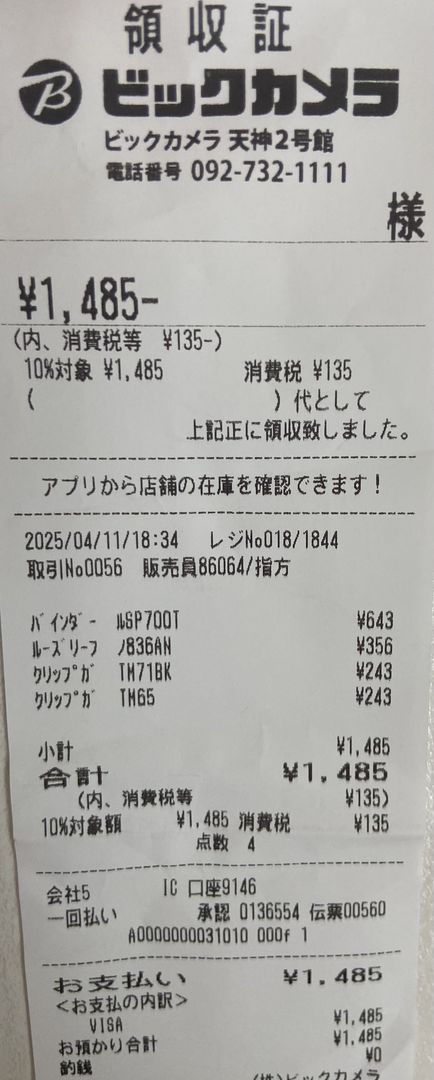 領収証
ビックカメラ
ビックカメラ 天神2号館
電話番号 092-732-1111
様
¥1,485-
(内、消費税等 ¥135-)
10%対象 ¥1,485 消費税 ¥135
( )代として
上記正に領収致しました。
アプリから店舗の在庫を確認できます!
2025/04/11/18:34 レジNo018/1844
取引No0056 販売員86064/指方
バインダー ルSP700T ¥643
ルーズリーフ ノ836AN ¥356
クリップガ TM71BK ¥243
クリップガ TM65 ¥243
小計 ¥1,485
合計 ¥1,485
(内、消費税等 ¥135)
10%対象額 ¥1,485 消費税 ¥135
点数 4
会社5 IC 口座9146
一回払い 承認 0136554 伝票00560
A0000000031010 000f 1
お支払い ¥1,485
<お支払の内訳>
VISA ¥1,485
お預かり合計 ¥1,485
釣銭 ¥0
(株)ビックカメラ